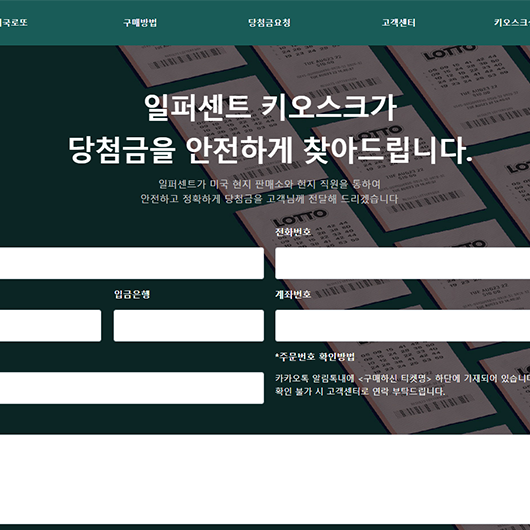 미국로또 구매방법 당첨금요청 고객센터 키오스크
일퍼센트 키오스크가
당첨금을 안전하게 찾아드립니다.
일퍼센트가 미국 현지 판매소와 현지 직원을 통하여
안전하고 정확하게 당첨금을 고객님께 전달해 드리겠습니다
전화번호
입금은행 계좌번호
*주문번호 확인방법
카카오톡 알림톡내에 <구매하신 티켓명> 하단에 기재되어 있습니다
확인 불가 시 고객센터로 연락 부탁드립니다.
LOTTO
LOTTO
LOTTO
LOTTO